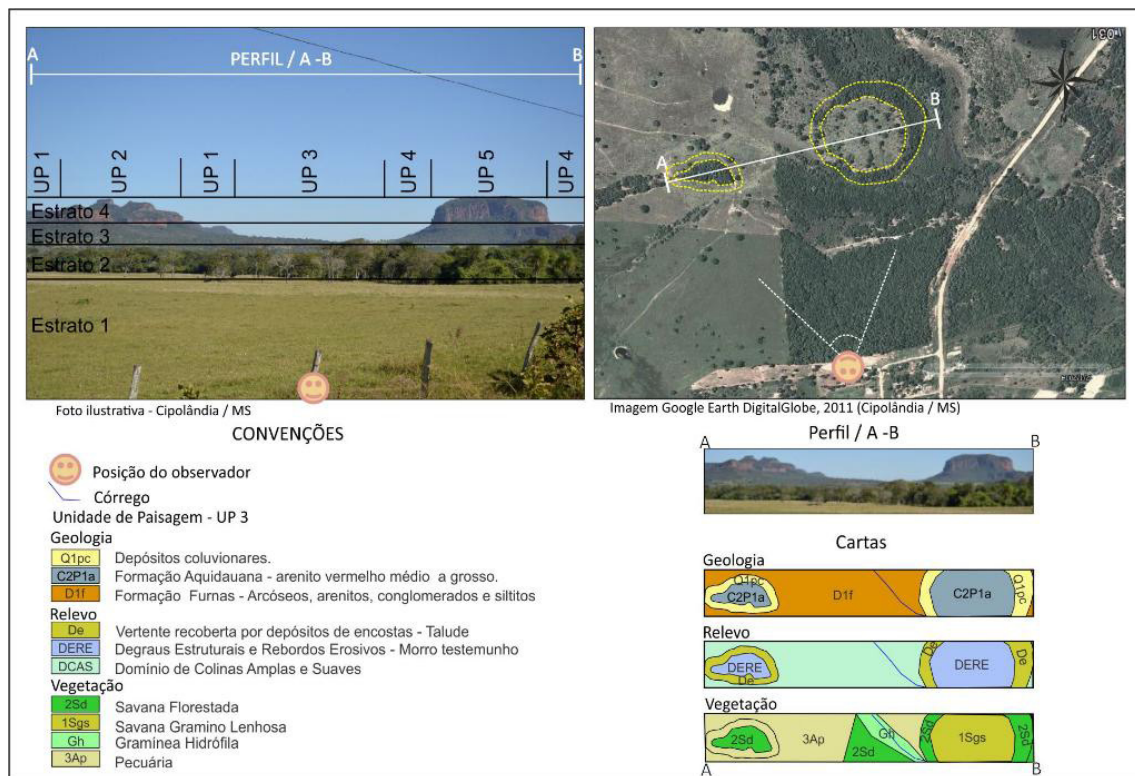 A
B
PERFIL / A -B
UP 1
UP 2
UP 1
UP 3
UP 4
UP 5
UP 4
Estrato 4
Estrato 3
Estrato 2
Estrato 1
Foto ilustrativa - Cipolândia / MS
A
B
Imagem Google Earth DigitalGlobe, 2011 (Cipolândia / MS)
CONVENÇÕES
Posição do observador
Córrego
Unidade de Paisagem - UP 3
Geologia
Q1pc Depósitos coluvionares.
C2P1a Formação Aquidauana - arenito vermelho médio a grosso.
D1f Formação Furnas - Arcóseos, arenitos, conglomerados e siltitos
Relevo
De Vertente recoberta por depósitos de encostas - Talude
DERE Degraus Estruturais e Rebordos Erosivos - Morro testemunho
DCAS Domínio de Colinas Amplas e Suaves
Vegetação
2Sd Savana Florestada
1Sgs Savana Gramino Lenhosa
Gh Gramínea Hidrófila
3Ap Pecuária
Perfil / A -B
A
B
Cartas
Geologia
Q1pc
C2P1a
D1f
C2P1a
Q1pc
Relevo
DERE
De
De
DERE
De
Vegetação
2Sd
3Ap
2Sd
Gh
2Sd
1Sgs
2Sd
A
B